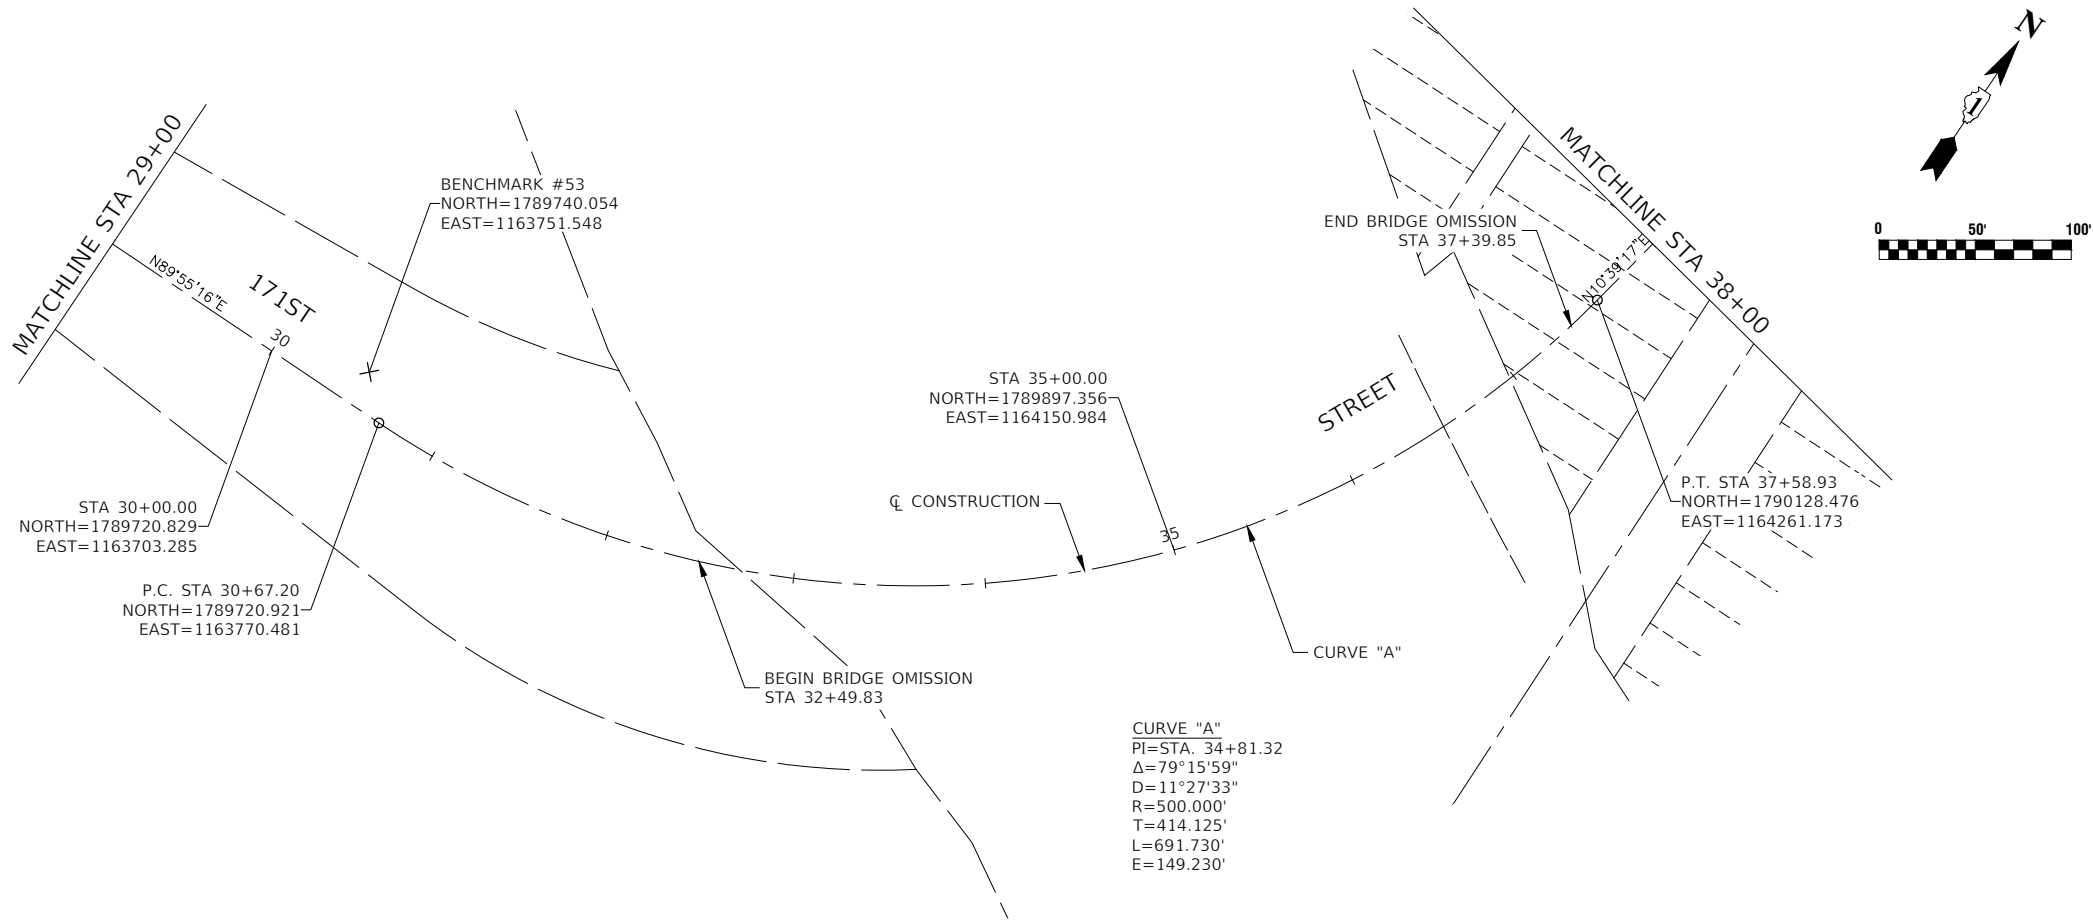 MATCHLINE STA 29+00
N89°55'16"E
171ST
30
BENCHMARK #53
NORTH=1789740.054
EAST=1163751.548
STA 30+00.00
NORTH=1789720.829
EAST=1163703.285
P.C. STA 30+67.20
NORTH=1789720.921
EAST=1163770.481
BEGIN BRIDGE OMISSION
STA 32+49.83
℄ CONSTRUCTION
STA 35+00.00
NORTH=1789897.356
EAST=1164150.984
35
CURVE "A"
STREET
END BRIDGE OMISSION
STA 37+39.85
N10°39'17"E
MATCHLINE STA 38+00
P.T. STA 37+58.93
NORTH=1790128.476
EAST=1164261.173
CURVE "A"
PI=STA. 34+81.32
Δ=79°15'59"
D=11°27'33"
R=500.000'
T=414.125'
L=691.730'
E=149.230'
N
1
0 50' 100'